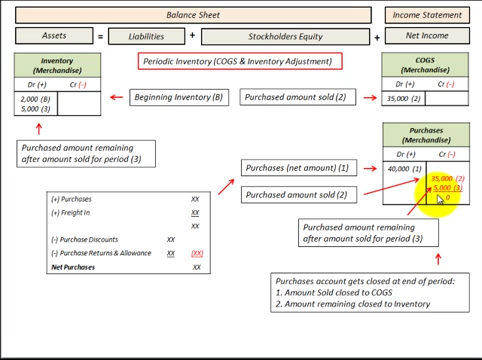 Balance Sheet
Income Statement
Assets = Liabilities + Stockholders Equity + Net Income
Inventory
(Merchandise)
Dr (+) Cr (-)
2,000 (B)
5,000 (3)
Periodic Inventory (COGS & Inventory Adjustment)
COGS
(Merchandise)
Dr (+) Cr (-)
35,000 (2)
Beginning Inventory (B)
Purchased amount sold (2)
Purchased amount remaining
after amount sold for period (3)
Purchases
(Merchandise)
Dr (+) Cr (-)
40,000 (1)
35,000 (2)
5,000 (3)
0
Purchases (net amount) (1)
Purchased amount sold (2)
Purchased amount remaining
after amount sold for period (3)
(+) Purchases XX
(+) Freight In XX
XX
(-) Purchase Discounts XX
(-) Purchase Returns & Allowance XX (XX)
Net Purchases XX
Purchases account gets closed at end of period:
1. Amount Sold closed to COGS
2. Amount remaining closed to Inventory